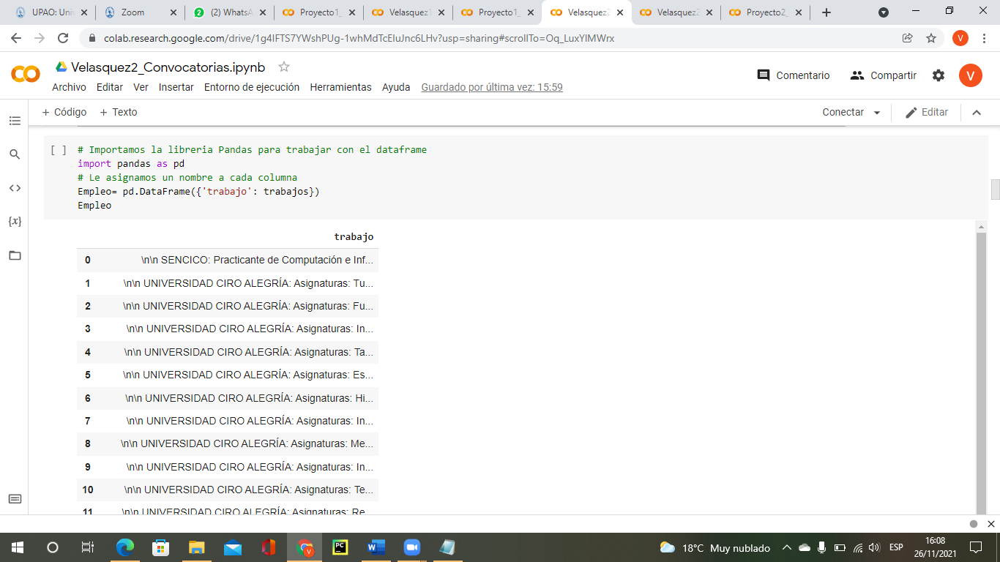 UPAO: Uni
Zoom
(2) WhatsA
Proyecto1_
Velasquez1
Proyecto1_
Velasquez2
Velasquez2
Proyecto2_
colab.research.google.com/drive/1g4IFTS7YWshPUg-1whMdTcEIuJnc6LHv?usp=sharing#scrollTo=Oq_LuxYIMWrx
V
Velasquez2_Convocatorias.ipynb
Comentario
Compartir
V
Archivo Editar Ver Insertar Entorno de ejecución Herramientas Ayuda Guardado por última vez: 15:59
+ Código + Texto
Conectar
Editar
[ ] # Importamos la libreria Pandas para trabajar con el dataframe
import pandas as pd
# Le asignamos un nombre a cada columna
Empleo= pd.DataFrame({'trabajo': trabajos})
Empleo
trabajo
0 \n\n SENCICO: Practicante de Computación e Inf...
1 \n\n UNIVERSIDAD CIRO ALEGRÍA: Asignaturas: Tu...
2 \n\n UNIVERSIDAD CIRO ALEGRÍA: Asignaturas: Fu...
3 \n\n UNIVERSIDAD CIRO ALEGRÍA: Asignaturas: In...
4 \n\n UNIVERSIDAD CIRO ALEGRÍA: Asignaturas: Ta...
5 \n\n UNIVERSIDAD CIRO ALEGRÍA: Asignaturas: Es...
6 \n\n UNIVERSIDAD CIRO ALEGRÍA: Asignaturas: Hi...
7 \n\n UNIVERSIDAD CIRO ALEGRÍA: Asignaturas: In...
8 \n\n UNIVERSIDAD CIRO ALEGRÍA: Asignaturas: Me...
9 \n\n UNIVERSIDAD CIRO ALEGRÍA: Asignaturas: In...
10 \n\n UNIVERSIDAD CIRO ALEGRÍA: Asignaturas: Te...
11 \n\n UNIVERSIDAD CIRO ALEGRÍA: Asignaturas: Re...
18°C Muy nublado
ESP
16:08
26/11/2021